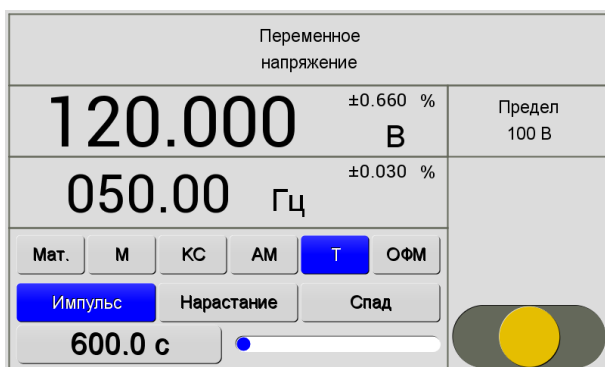 Переменное
напряжение
120.000
±0.660 %
В
Предел
100 В
050.00 Гц
±0.030 %
Мат.
М
КС
АМ
Т
ОФМ
Импульс
Нарастание
Спад
600.0 с